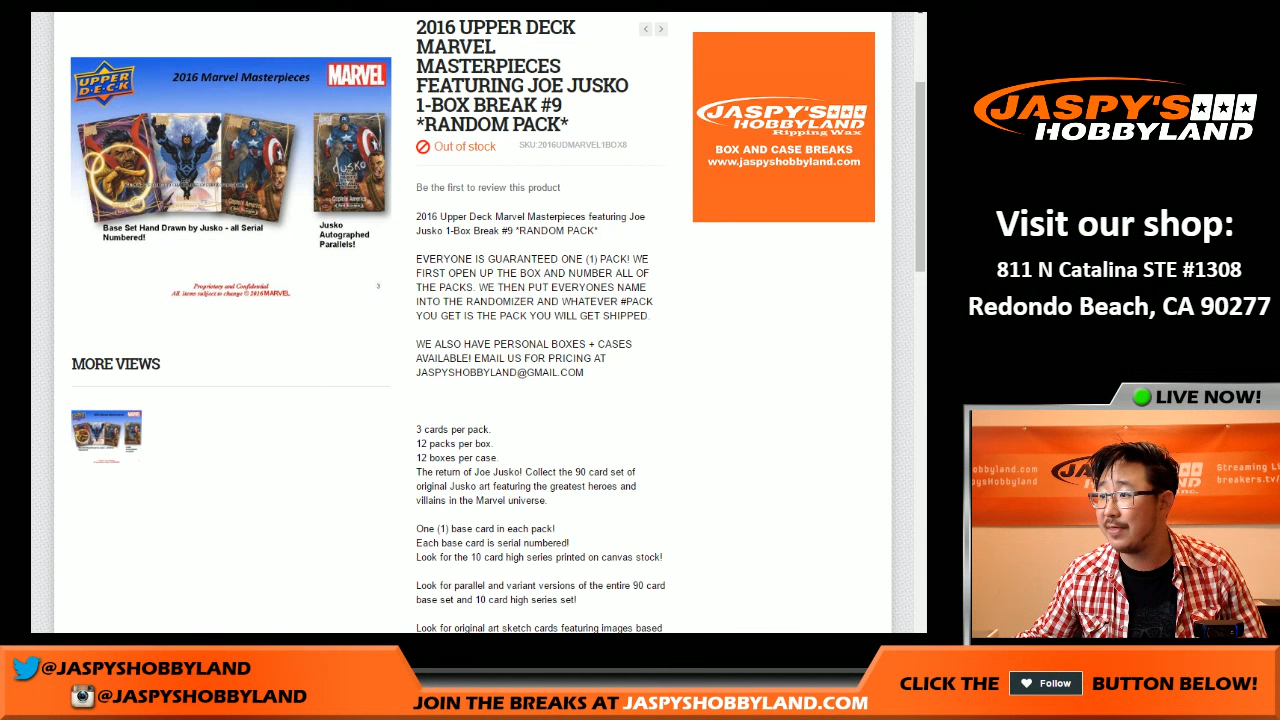 2016 UPPER DECK
MARVEL
MASTERPIECES
FEATURING JOE JUSKO
1-BOX BREAK #9
*RANDOM PACK*
Out of stock
SKU:2016UDMARVEL1BOX8
Be the first to review this product
2016 Upper Deck Marvel Masterpieces featuring Joe
Jusko 1-Box Break #9 *RANDOM PACK*
EVERYONE IS GUARANTEED ONE (1) PACK! WE
FIRST OPEN UP THE BOX AND NUMBER ALL OF
THE PACKS. WE THEN PUT EVERYONES NAME
INTO THE RANDOMIZER AND WHATEVER #PACK
YOU GET IS THE PACK YOU WILL GET SHIPPED.
WE ALSO HAVE PERSONAL BOXES + CASES
AVAILABLE! EMAIL US FOR PRICING AT
JASPYSHOBBYLAND@GMAIL.COM
3 cards per pack.
12 packs per box.
12 boxes per case.
The return of Joe Jusko! Collect the 90 card set of
original Jusko art featuring the greatest heroes and
villains in the Marvel universe.
One (1) base card in each pack!
Each base card is serial numbered!
Look for the 10 card high series printed on canvas stock!
Look for parallel and variant versions of the entire 90 card
base set and 10 card high series set!
Look for original art sketch cards featuring images based
UPPER
DECK
2016 Marvel Masterpieces
MARVEL
Base Set Hand Drawn by Jusko - all Serial
Numbered!
Jusko
Autographed
Parallels!
Proprietary and Confidential
All items subject to change © 2016 MARVEL
3
MORE VIEWS
JASPY'S
HOBBYLAND
Ripping Wax
BOX AND CASE BREAKS
www.jaspyshobbyland.com
JASPY'S
HOBBYLAND
Visit our shop:
811 N Catalina STE #1308
Redondo Beach, CA 90277
LIVE NOW!
hobbyland.com
pysHobbyland
Streaming Li
breakers.tv/
@JASPYSHOBBYLAND
@JASPYSHOBBYLAND
JOIN THE BREAKS AT JASPYSHOBBYLAND.COM
CLICK THE Follow BUTTON BELOW!